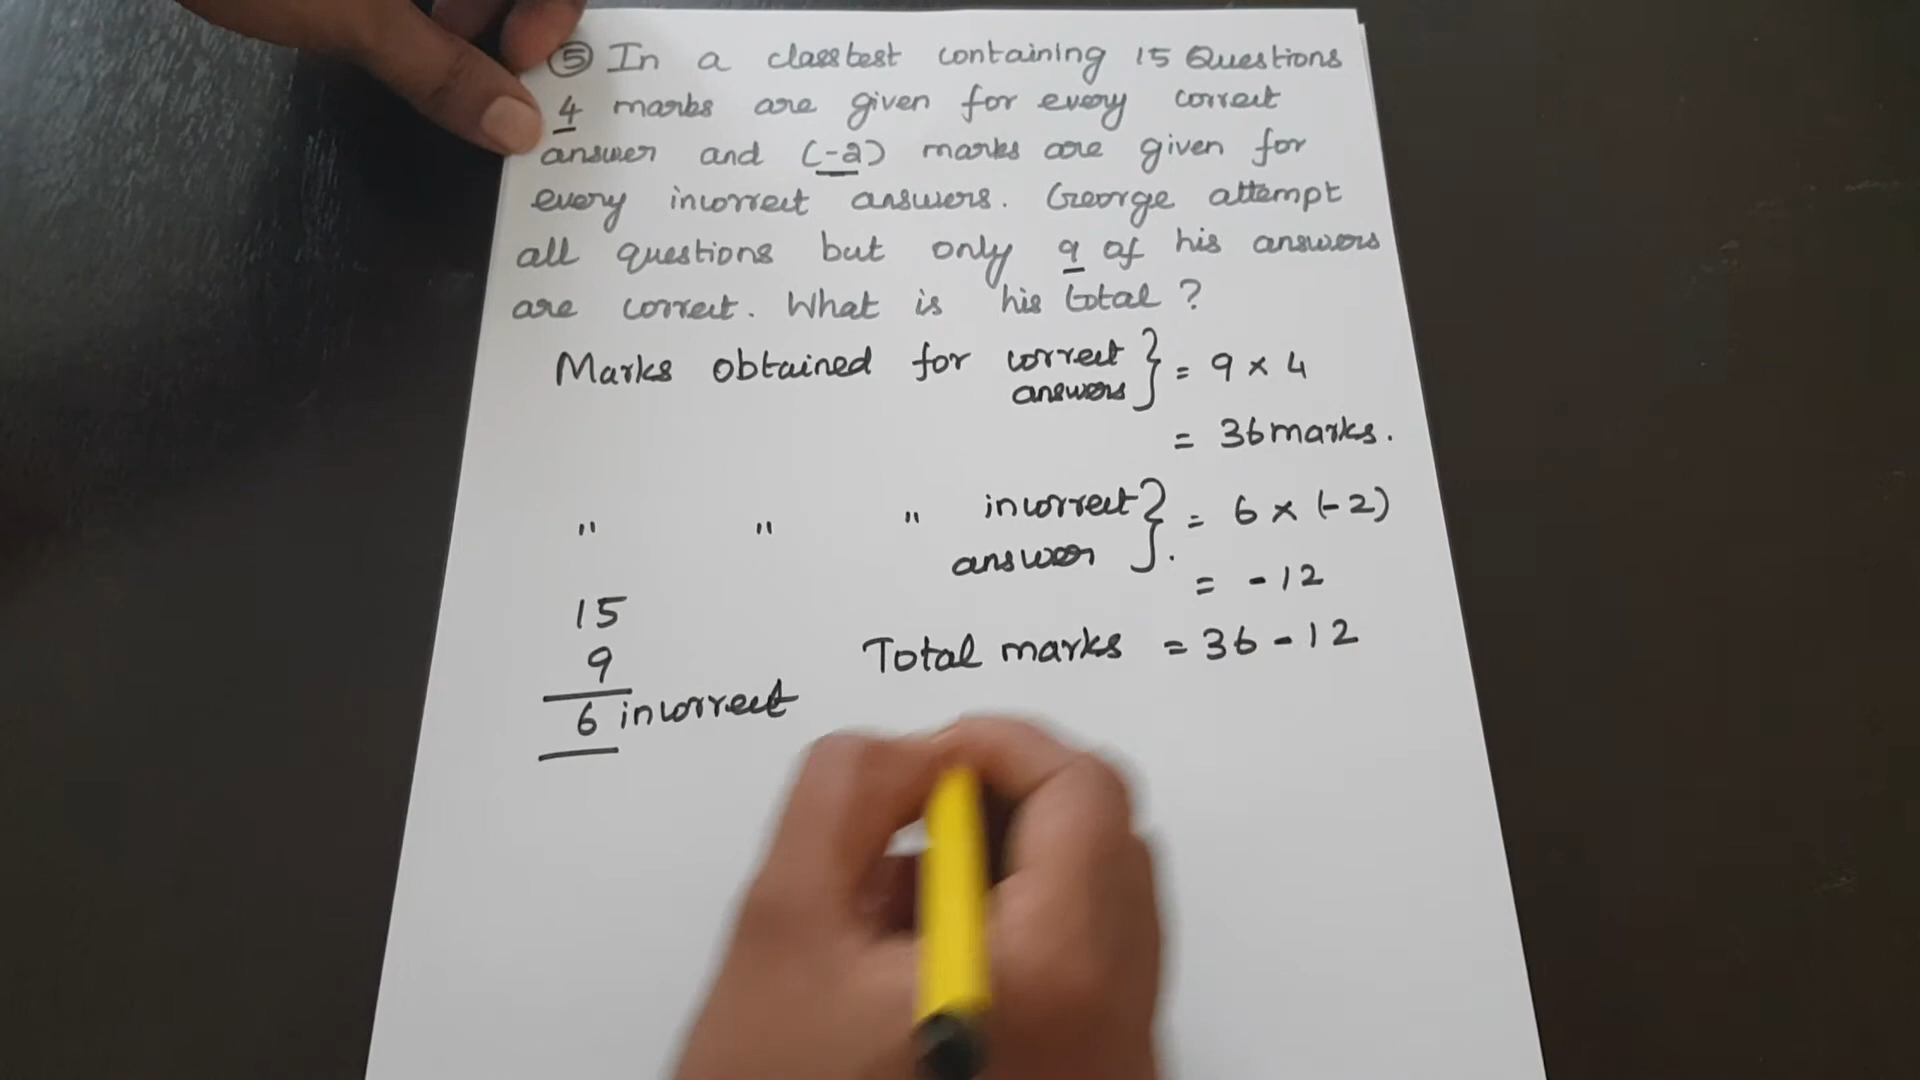 ⑤ In a classtest containing 15 Questions
4 marks are given for every correct
answer and (-2) marks are given for
every incorrect answers. George attempt
all questions but only 9 of his answers
are correct. What is his total?
Marks obtained for correct answers } = 9 × 4
= 36 marks.
" " " incorrect answer } = 6 × (-2)
= -12
15
9
6 incorrect
Total marks = 36 - 12